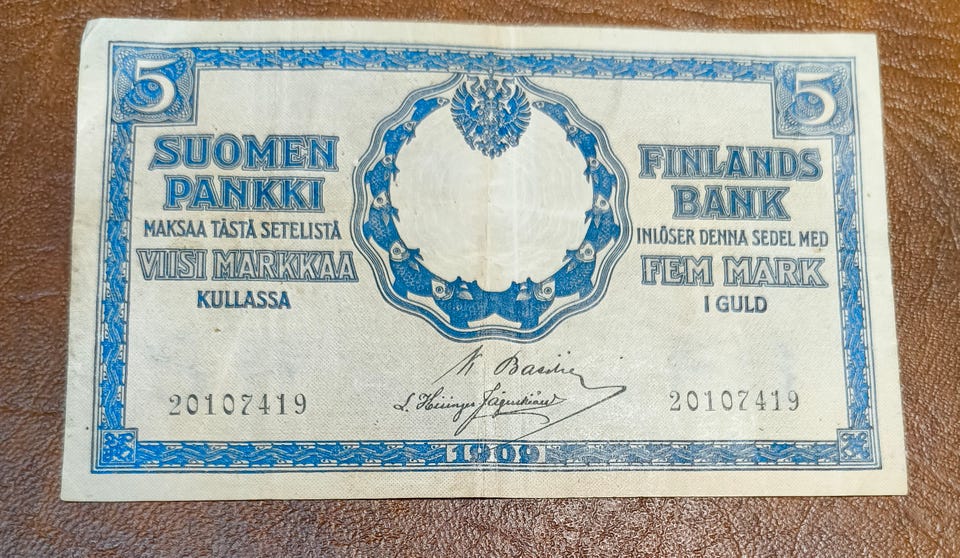 5
5
SUOMEN
PANKKI
MAKSAA TÄSTÄ SETELISTÄ
VIISI MARKKAA
KULLASSA
FINLANDS
BANK
INLÖSER DENNA SEDEL MED
FEM MARK
I GULD
20107419
20107419
1909